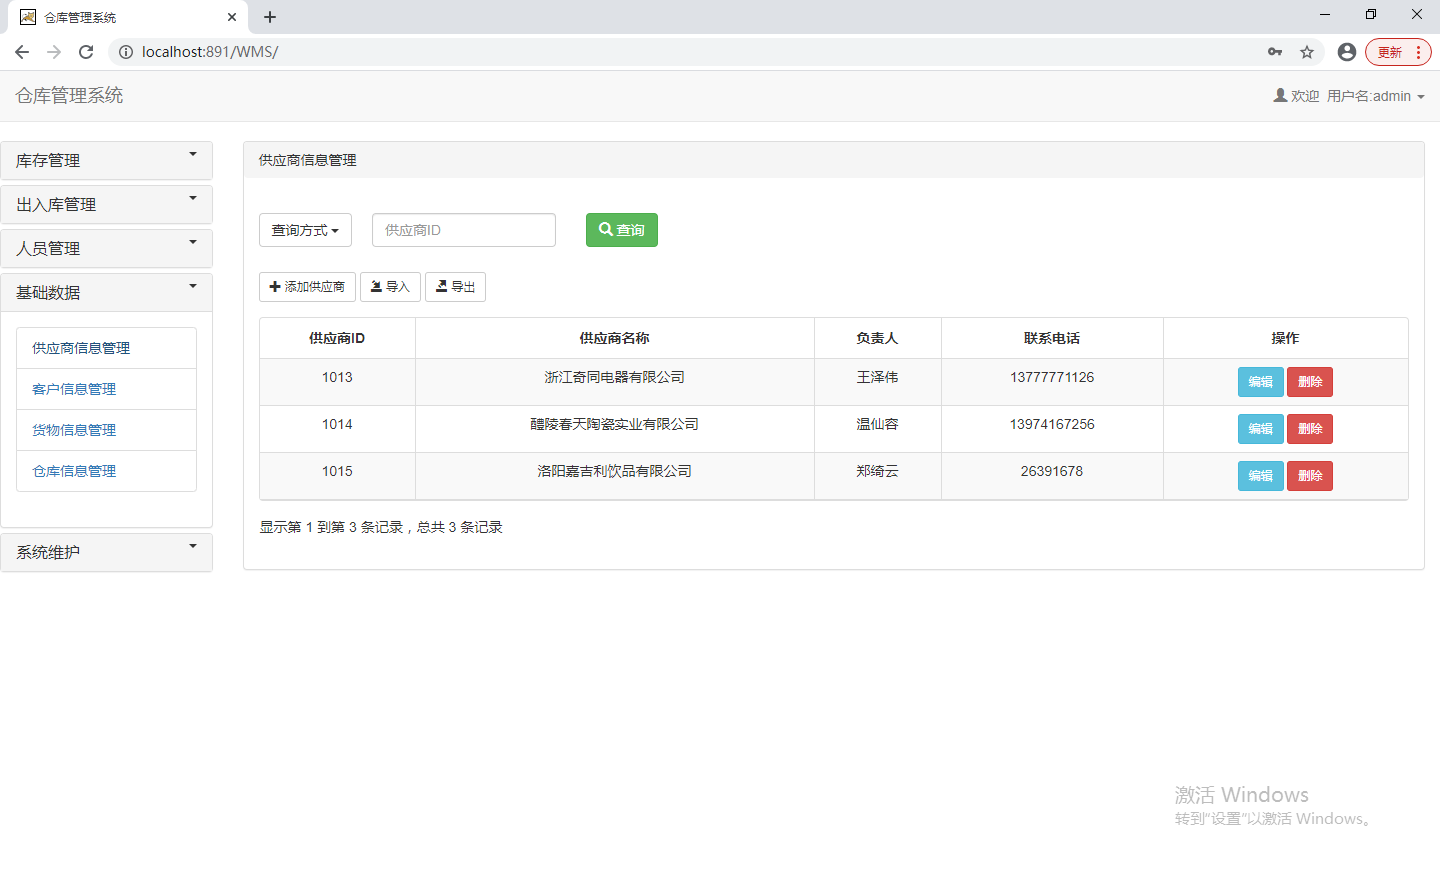 仓库管理系统
localhost:891/WMS/
更新
仓库管理系统
欢迎 用户名:admin
库存管理
出入库管理
人员管理
基础数据
供应商信息管理
客户信息管理
货物信息管理
仓库信息管理
系统维护
供应商信息管理
查询方式 供应商ID 查询
添加供应商 导入 导出
供应商ID 供应商名称 负责人 联系电话 操作
1013 浙江奇同电器有限公司 王泽伟 13777771126 编辑 删除
1014 醴陵春天陶瓷实业有限公司 温仙容 13974167256 编辑 删除
1015 洛阳嘉吉利饮品有限公司 郑绮云 26391678 编辑 删除
显示第 1 到第 3 条记录，总共 3 条记录
激活 Windows
转到"设置"以激活 Windows。